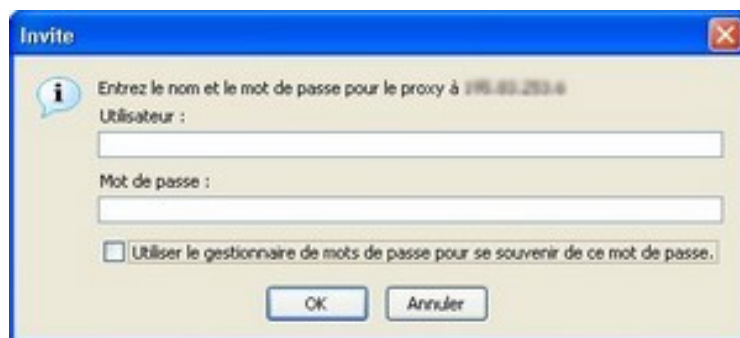 Invite
Entrez le nom et le mot de passe pour le proxy à
Utilisateur :
Mot de passe :
Utiliser le gestionnaire de mots de passe pour se souvenir de ce mot de passe.
OK
Annuler